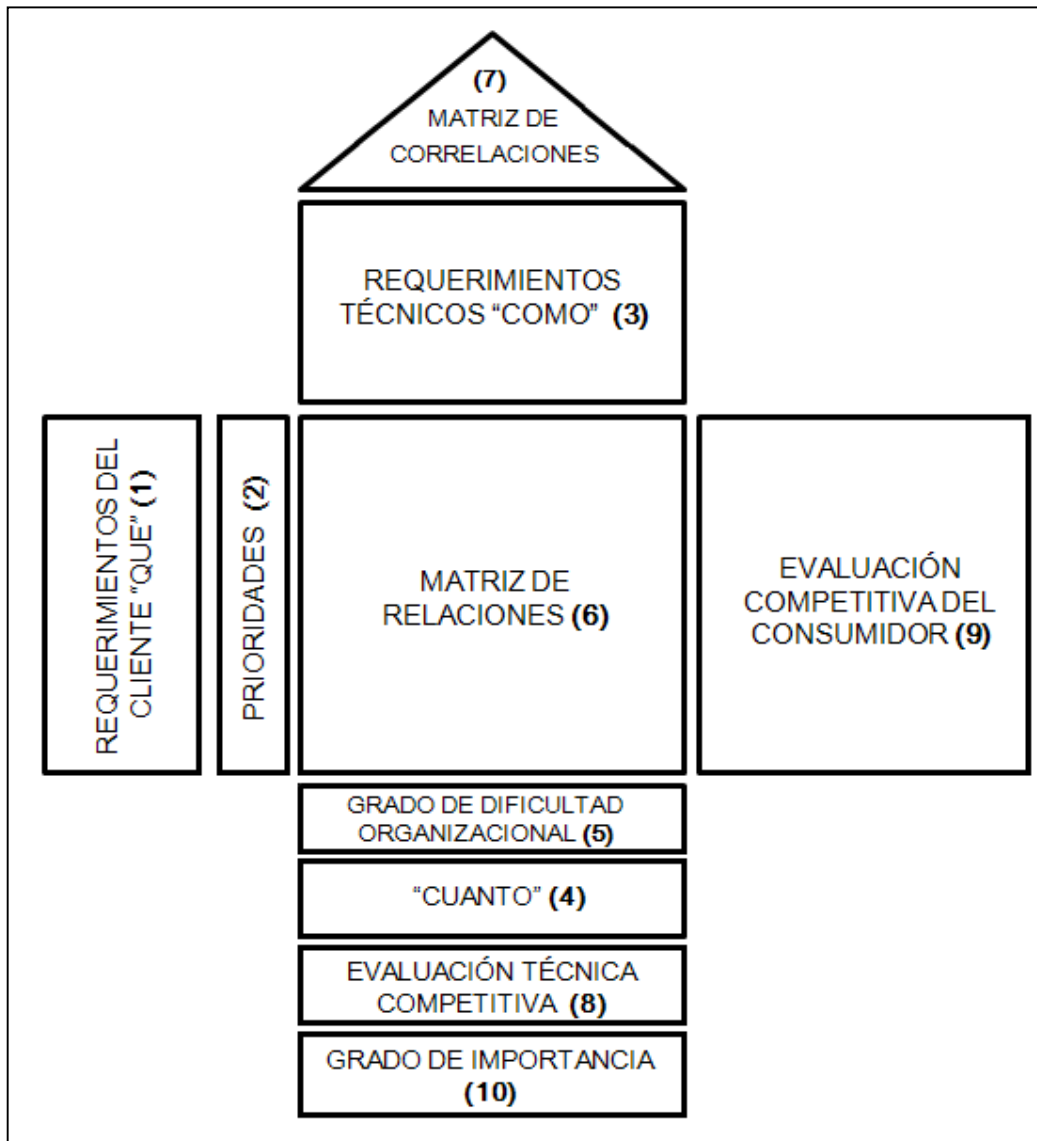 (7)
MATRIZ DE
CORRELACIONES
REQUERIMIENTOS
TÉCNICOS “COMO” (3)
REQUERIMIENTOS DEL
CLIENTE “QUE” (1)
PRIORIDADES (2)
MATRIZ DE
RELACIONES (6)
EVALUACIÓN
COMPETITIVA DEL
CONSUMIDOR (9)
GRADO DE DIFICULTAD
ORGANIZACIONAL (5)
“CUANTO” (4)
EVALUACIÓN TÉCNICA
COMPETITIVA (8)
GRADO DE IMPORTANCIA
(10)